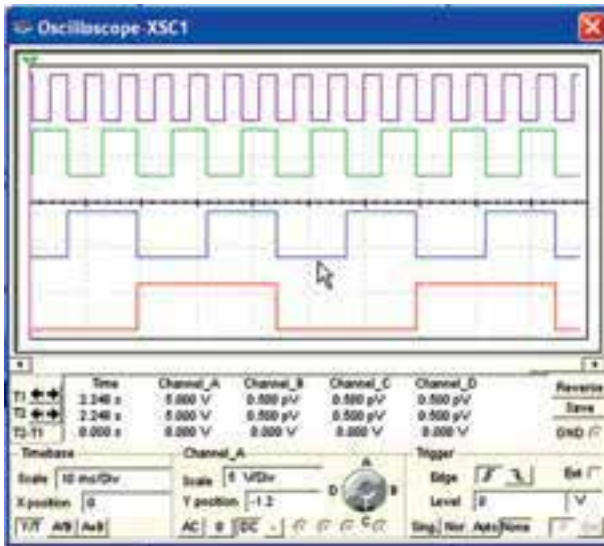 Oscilloscope-XSC1
Time Channel_A Channel_B Channel_C Channel_D
T1 2.248 s 5.000 V 0.500 pV 0.500 pV 0.500 pV
T2 2.248 s 5.000 V 0.500 pV 0.500 pV 0.500 pV
T2-T1 0.000 s 0.000 V 0.000 V 0.000 V 0.000 V
Reverse
Save
GND
Timebase
Scale 10 ms/Div
X position 0
Y/T A/B A+B
Channel_A
Scale 5 V/Div
Y position -1.2
AC 0 DC -
A
B
C
D
Trigger
Edge Ext
Level 0 V
Sing. Nor. Auto None